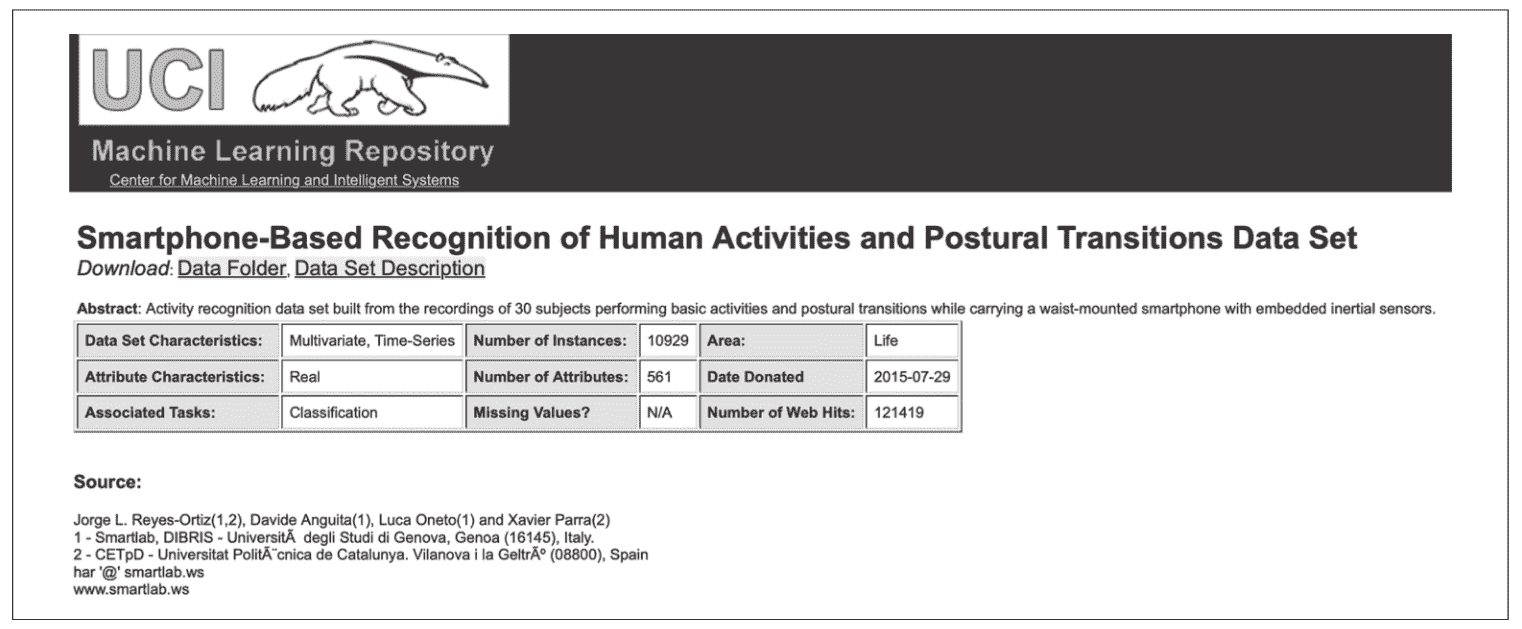 UCI
Machine Learning Repository
Center for Machine Learning and Intelligent Systems
Smartphone-Based Recognition of Human Activities and Postural Transitions Data Set
Download: Data Folder, Data Set Description
Abstract: Activity recognition data set built from the recordings of 30 subjects performing basic activities and postural transitions while carrying a waist-mounted smartphone with embedded inertial sensors.
Data Set Characteristics: Multivariate, Time-Series Number of Instances: 10929 Area: Life
Attribute Characteristics: Real Number of Attributes: 561 Date Donated 2015-07-29
Associated Tasks: Classification Missing Values? N/A Number of Web Hits: 121419
Source:
Jorge L. Reyes-Ortiz(1,2), Davide Anguita(1), Luca Oneto(1) and Xavier Parra(2)
1 - Smartlab, DIBRIS - UniversitÃ  degli Studi di Genova, Genoa (16145), Italy.
2 - CETpD - Universitat PolitÃ¨cnica de Catalunya. Vilanova i la GeltrÃº (08800), Spain
har '@' smartlab.ws
www.smartlab.ws